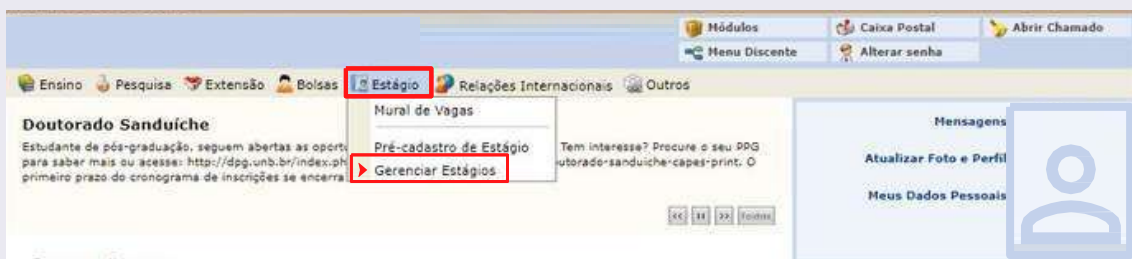 Módulos
Caixa Postal
Abrir Chamado
Menu Discente
Alterar senha
Ensino Pesquisa Extensão Bolsas Estágio Relações Internacionais Outros
Mural de Vagas
Pré-cadastro de Estágio
Gerenciar Estágios
Doutorado Sanduíche
Estudante de pós-graduação, seguem abertas as Tem interesse? Procure o seu PPG
para saber mais ou acesse: http://dpg.unb.br/index.ph utorado-sanduiche-capes-print. O
primeiro prazo do cronograma de inscrições se encerra
<< >>
Mensagens
Atualizar Foto e Perfil
Meus Dados Pessoais